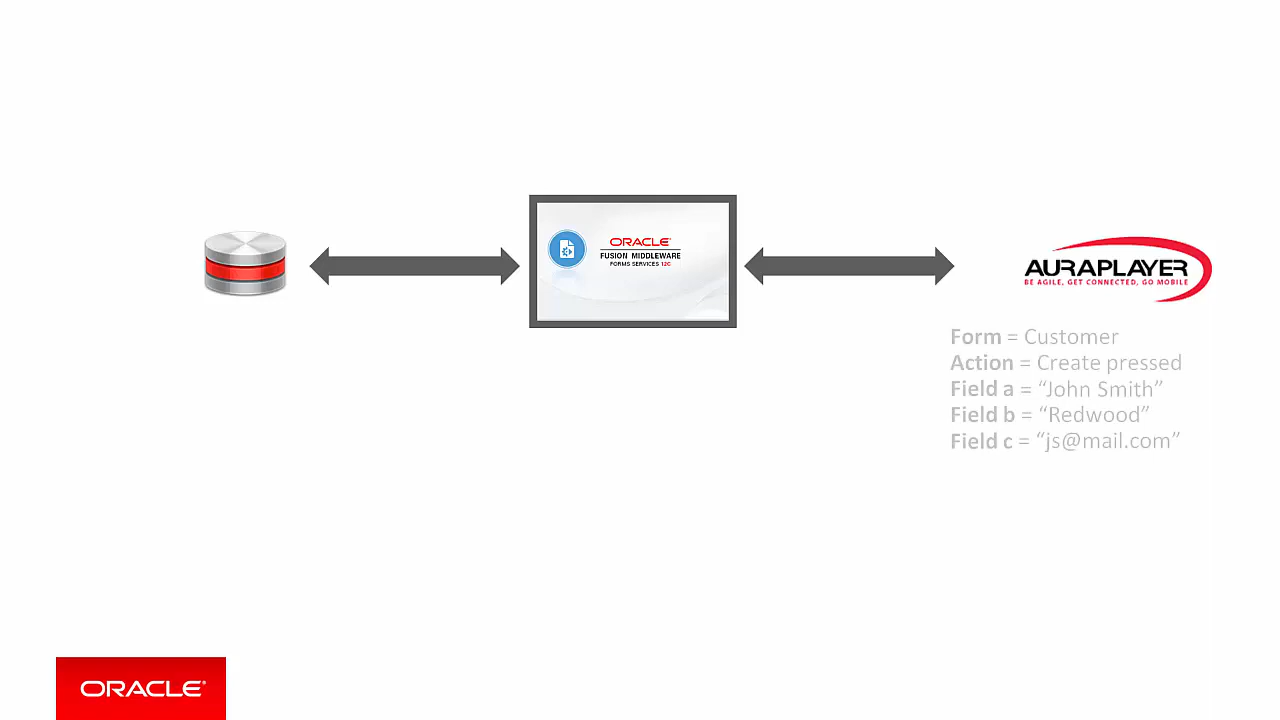 ORACLE
FUSION MIDDLEWARE
FORMS SERVICES 12C
AURAPLAYER
BE AGILE, GET CONNECTED, GO MOBILE
Form = Customer
Action = Create pressed
Field a = “John Smith”
Field b = “Redwood”
Field c = “js@mail.com”
ORACLE